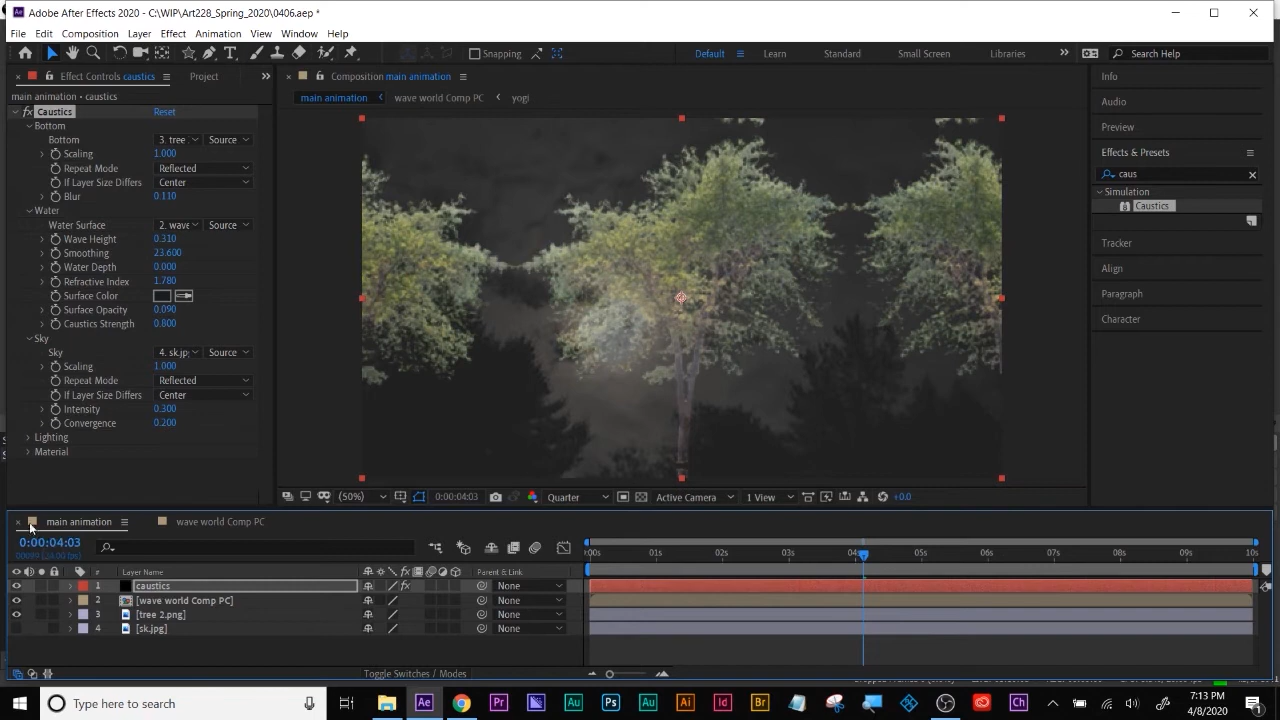 Adobe After Effects 2020 - C:\WIP\Art228_Spring_2020\0406.aep *
File Edit Composition Layer Effect Animation View Window Help
Snapping Default Learn Standard Small Screen Libraries Search Help
Effect Controls caustics Project
Composition main animation
Info
main animation • caustics
main animation wave world Comp PC yogi
Audio
fx Caustics Reset
Bottom
Preview
Bottom 3. tree Source
Effects & Presets
Scaling 1.000
Repeat Mode Reflected
caus
If Layer Size Differs Center
Simulation
Blur 0.110
Caustics
Water
Water Surface 2. wave Source
Wave Height 0.310
Tracker
Smoothing 23.600
Water Depth 0.000
Align
Refractive Index 1.780
Surface Color
Paragraph
Surface Opacity 0.090
Caustics Strength 0.800
Character
Sky
Sky 4. sk.jp Source
Scaling 1.000
Repeat Mode Reflected
If Layer Size Differs Center
Intensity 0.300
Convergence 0.200
Lighting
Material
(50%) 0:00:04:03 Quarter Active Camera 1 View +0.0
main animation wave world Comp PC
0:00:04:03
:00s 01s 02s 03s 04s 05s 06s 07s 08s 09s 10s
# Layer Name Parent & Link
1 caustics None
2 [wave world Comp PC] None
3 [tree 2.png] None
4 [sk.jpg] None
Toggle Switches / Modes
Type here to search
7:13 PM
4/8/2020